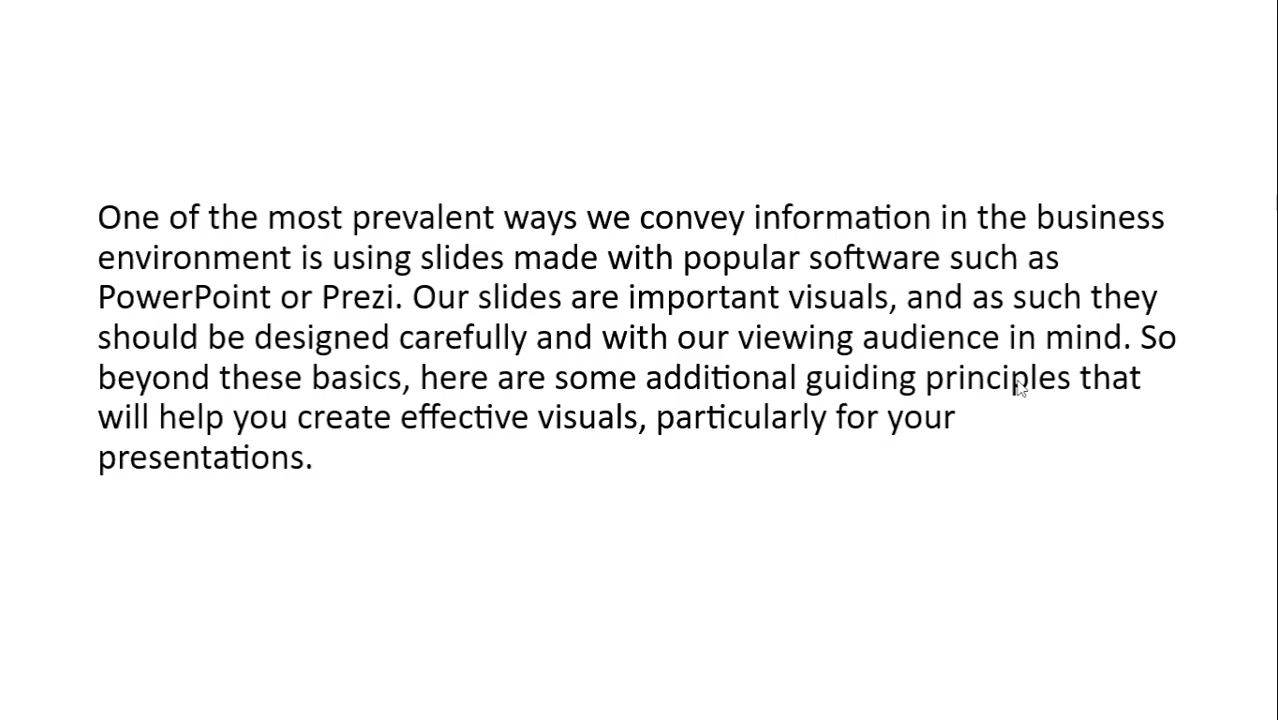 One of the most prevalent ways we convey information in the business
environment is using slides made with popular software such as
PowerPoint or Prezi. Our slides are important visuals, and as such they
should be designed carefully and with our viewing audience in mind. So
beyond these basics, here are some additional guiding principles that
will help you create effective visuals, particularly for your
presentations.